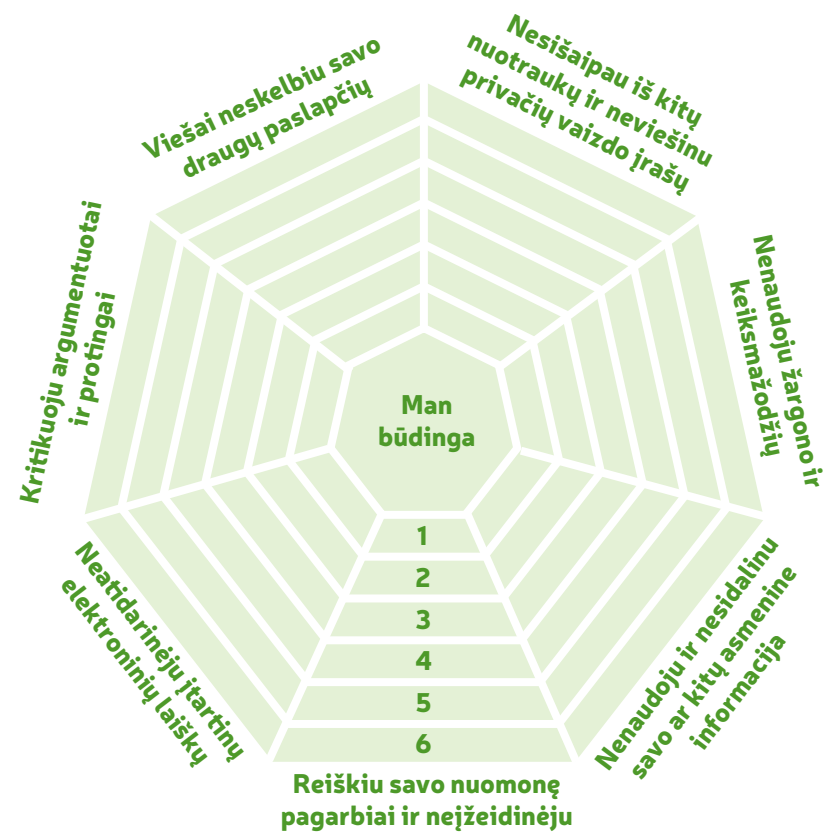 Viešai neskelbiu savo
draugų paslapčių
Nesišaipau iš kitų
nuotraukų ir neviešinu
privačių vaizdo įrašų
Nenaudoju žargono ir
keiksmažodžių
Nenaudoju ir nesidalinu
savo ar kitų asmenine
informacija
Reiškiu savo nuomonę
pagarbiai ir neįžeidinėju
Neatidarinėju įtartinų
elektroninių laiškų
Kritikuoju argumentuotai
ir protingai
Man
būdinga
1
2
3
4
5
6